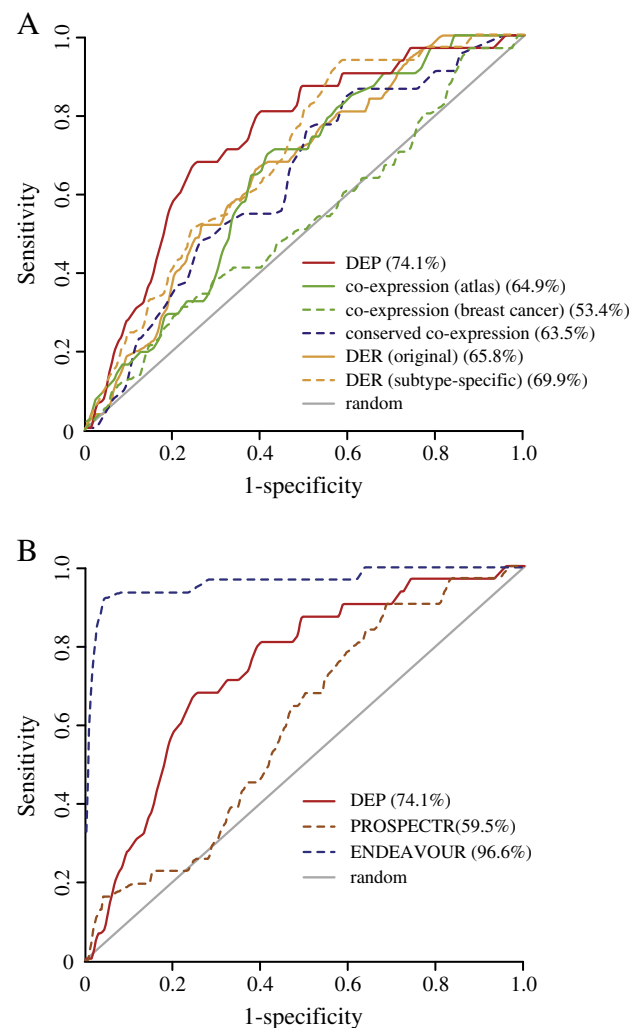 A
1.0
0.8
0.6
0.4
0.2
0
Sensitivity
DEP (74.1%)
co-expression (atlas) (64.9%)
co-expression (breast cancer) (53.4%)
conserved co-expression (63.5%)
DER (original) (65.8%)
DER (subtype-specific) (69.9%)
random
0 0.2 0.4 0.6 0.8 1.0
1-specificity
B
1.0
0.8
0.6
0.4
0.2
0
Sensitivity
DEP (74.1%)
PROSPECTR(59.5%)
ENDEAVOUR (96.6%)
random
0 0.2 0.4 0.6 0.8 1.0
1-specificity